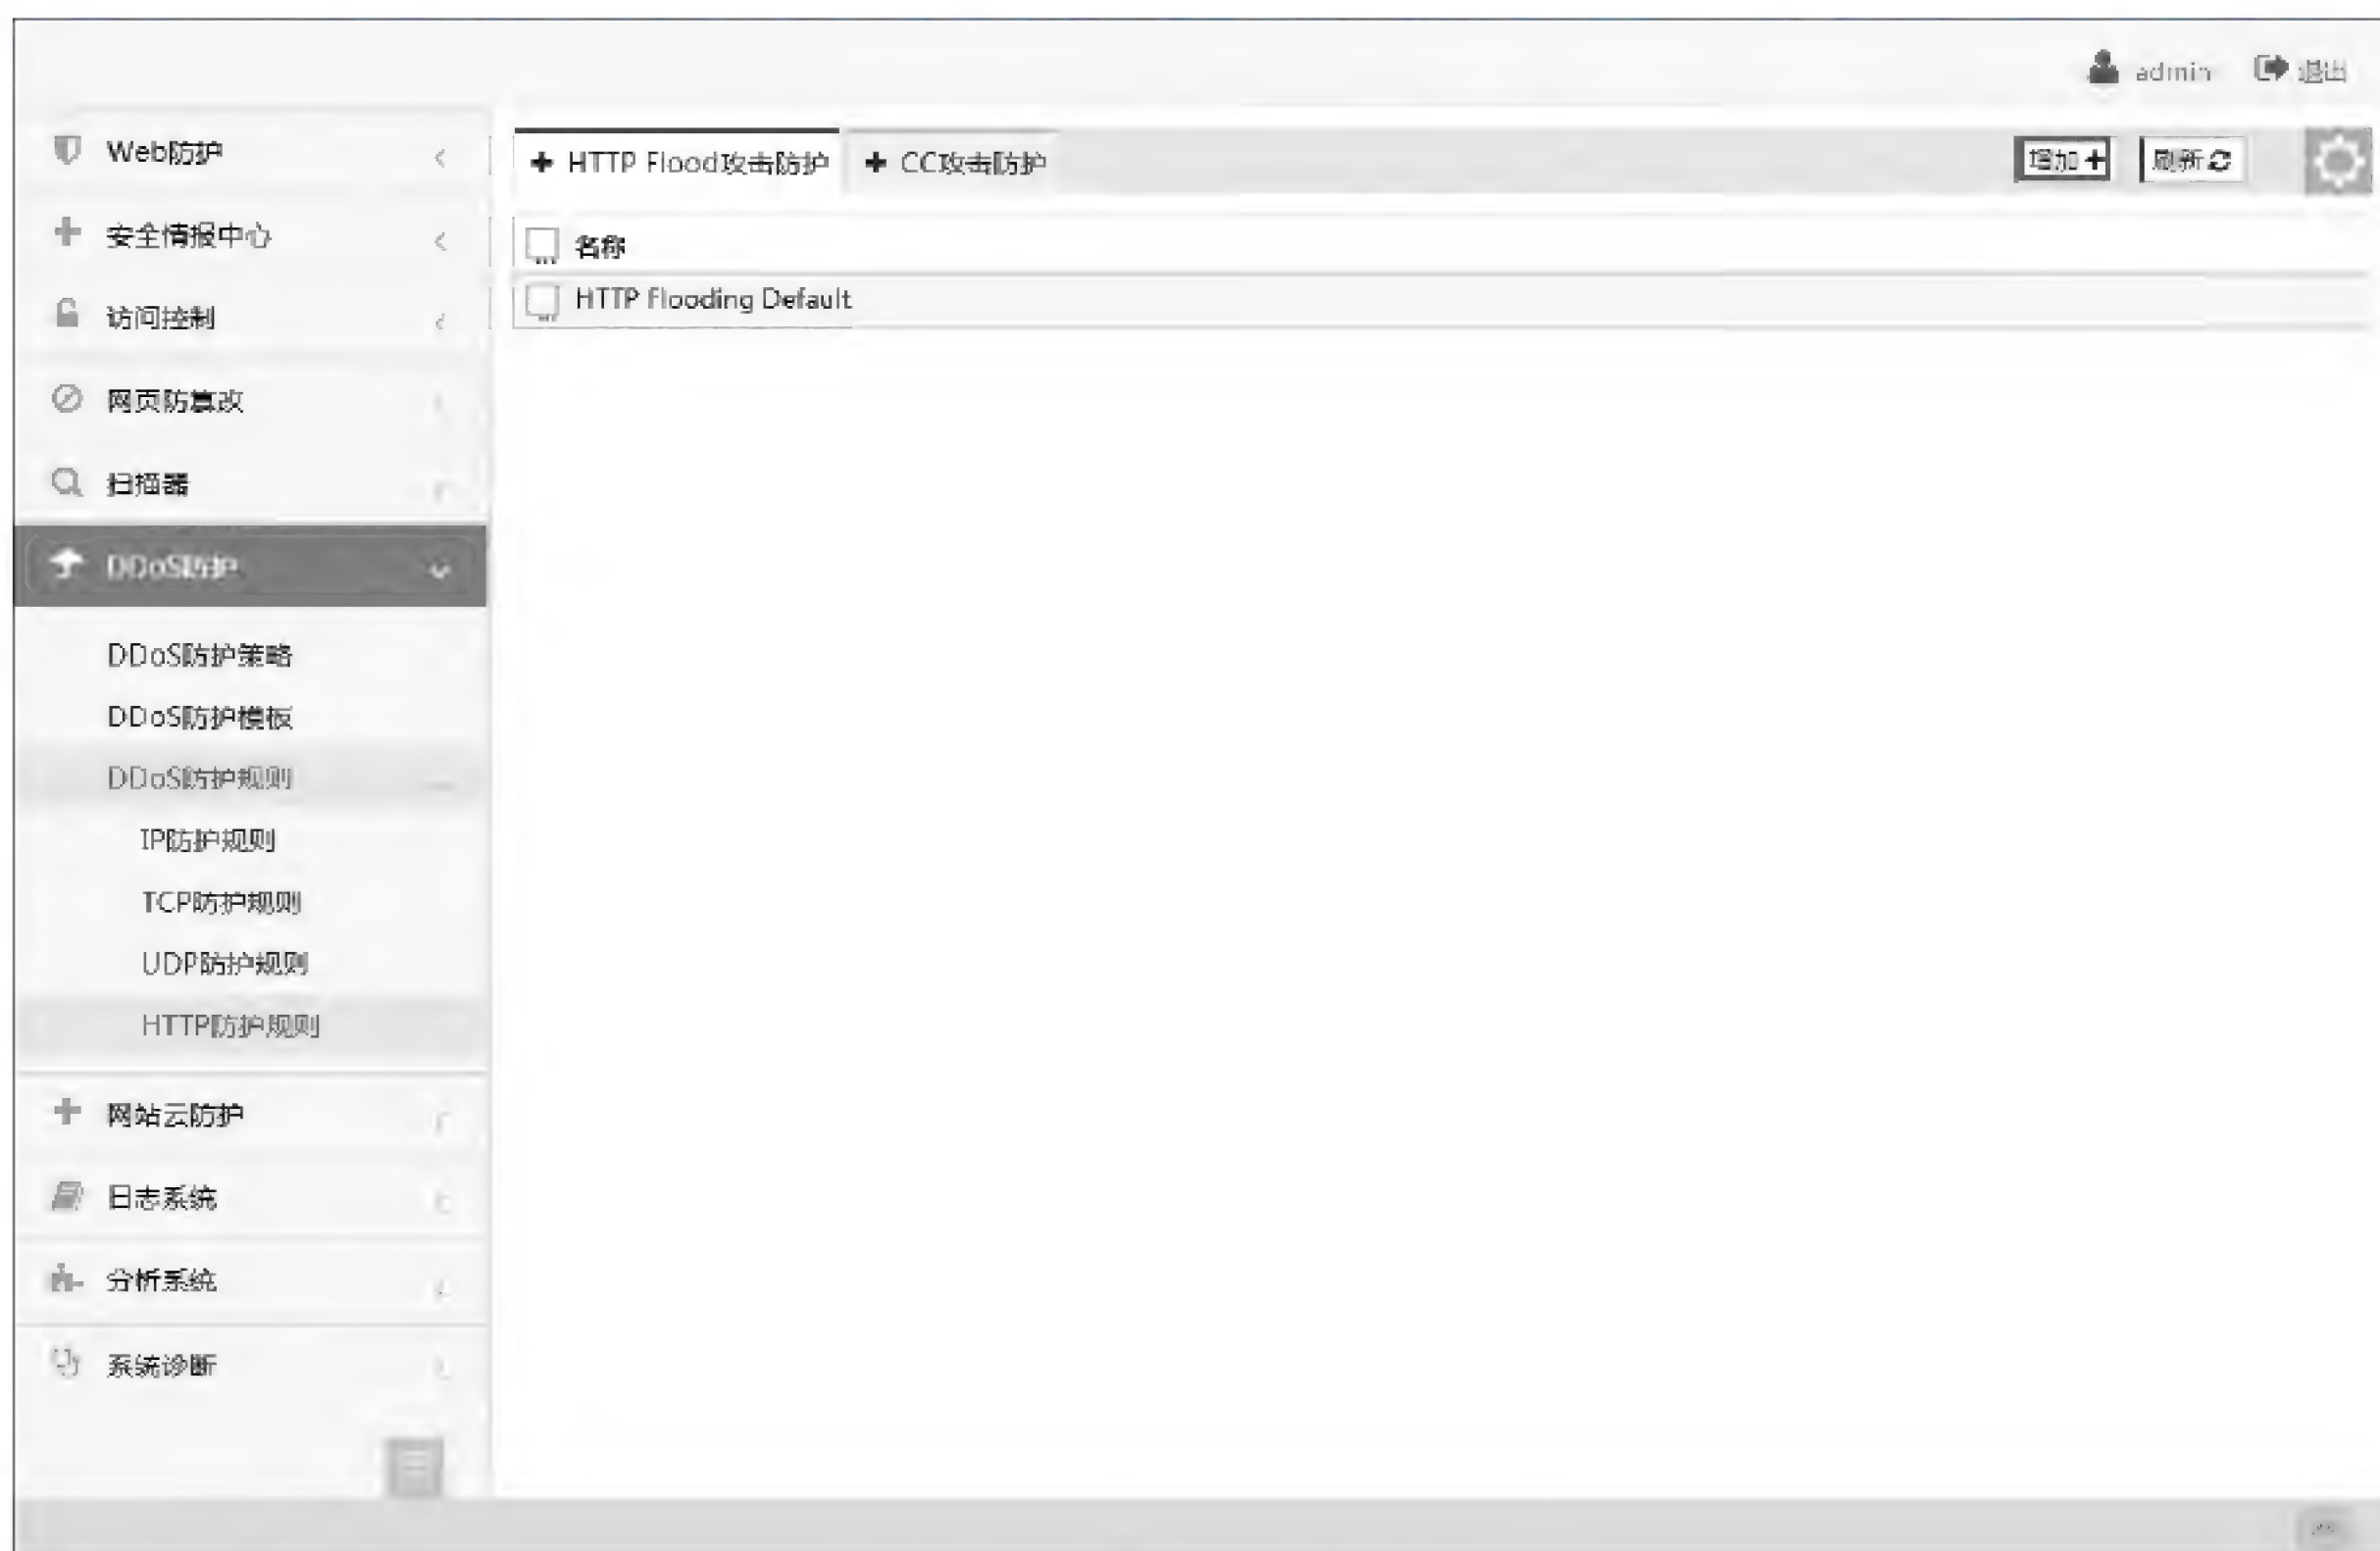 admin 退出
Web防护
安全情报中心
访问控制
网页防篡改
扫描器
DDoS防护
DDoS防护策略
DDoS防护模板
DDoS防护规则
IP防护规则
TCP防护规则
UDP防护规则
HTTP防护规则
网站云防护
日志系统
分析系统
系统诊断
HTTP Flood攻击防护 CC攻击防护 增加 刷新
名称
HTTP Flooding Default